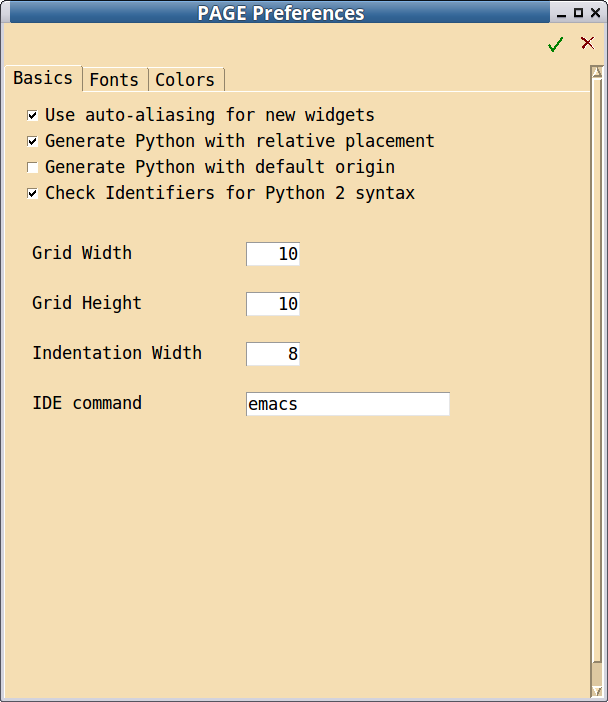 PAGE Preferences
Basics Fonts Colors
Use auto-aliasing for new widgets
Generate Python with relative placement
Generate Python with default origin
Check Identifiers for Python 2 syntax
Grid Width 10
Grid Height 10
Indentation Width 8
IDE command emacs